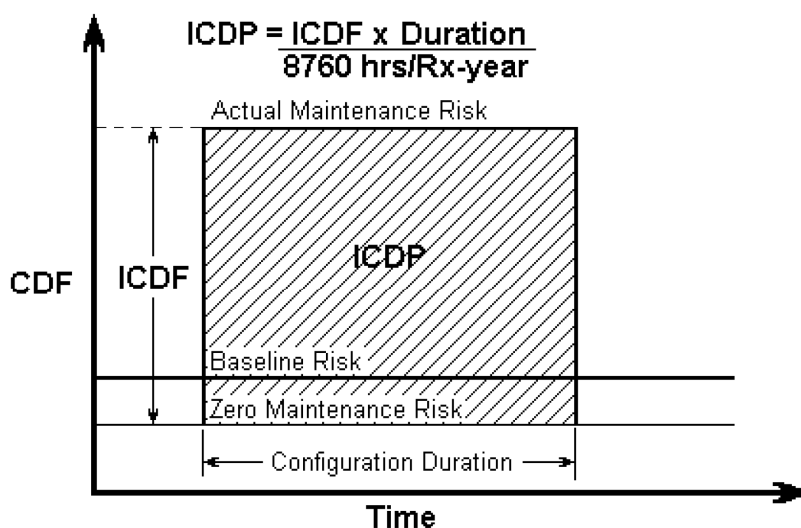 ICDP = ICDF x Duration
8760 hrs/Rx-year
Actual Maintenance Risk
ICDP
CDF
ICDF
Baseline Risk
Zero Maintenance Risk
Configuration Duration
Time